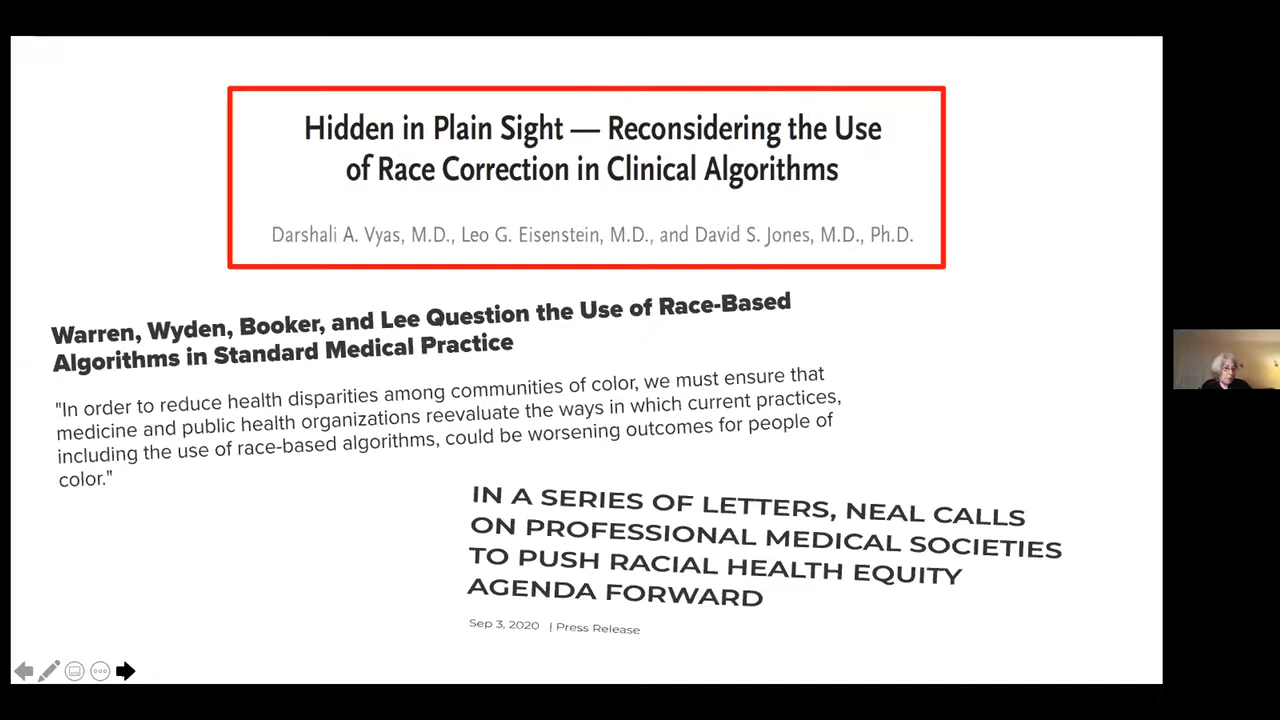 Hidden in Plain Sight — Reconsidering the Use
of Race Correction in Clinical Algorithms
Darshali A. Vyas, M.D., Leo G. Eisenstein, M.D., and David S. Jones, M.D., Ph.D.
Warren, Wyden, Booker, and Lee Question the Use of Race-Based
Algorithms in Standard Medical Practice
"In order to reduce health disparities among communities of color, we must ensure that
medicine and public health organizations reevaluate the ways in which current practices,
including the use of race-based algorithms, could be worsening outcomes for people of
color."
IN A SERIES OF LETTERS, NEAL CALLS
ON PROFESSIONAL MEDICAL SOCIETIES
TO PUSH RACIAL HEALTH EQUITY
AGENDA FORWARD
Sep 3, 2020 | Press Release